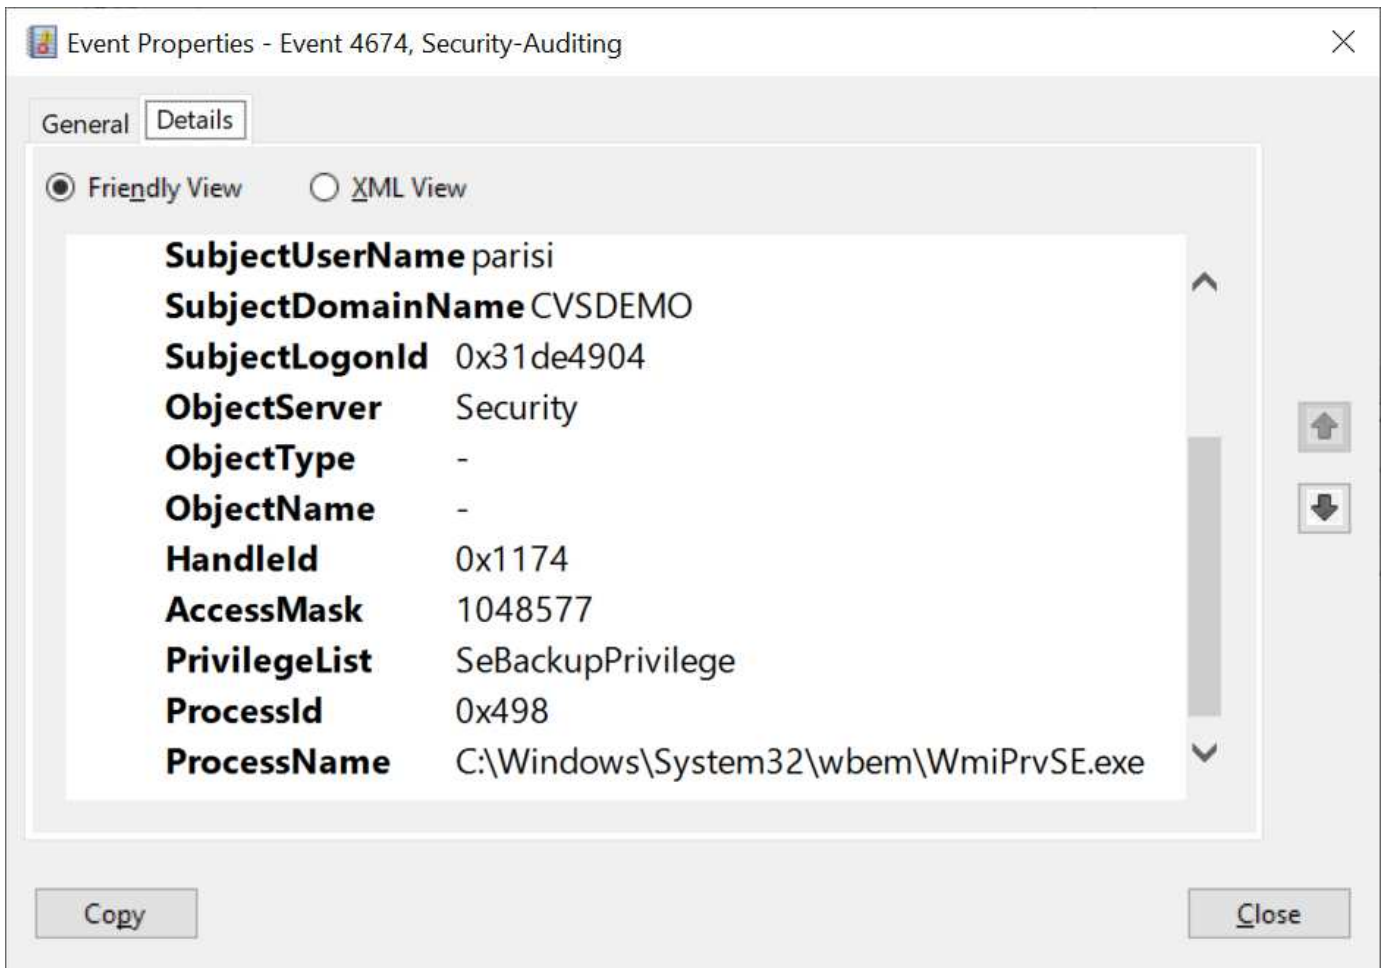 Event Properties - Event 4674, Security-Auditing
General Details
Friendly View XML View
SubjectUserName parisi
SubjectDomainName CVSDEMO
SubjectLogonId 0x31de4904
ObjectServer Security
ObjectType -
ObjectName -
HandleId 0x1174
AccessMask 1048577
PrivilegeList SeBackupPrivilege
ProcessId 0x498
ProcessName C:\Windows\System32\wbem\WmiPrvSE.exe
Copy Close